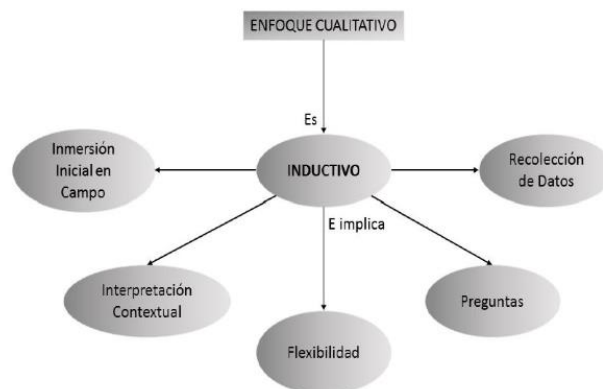 ENFOQUE CUALITATIVO
Es
Inmersión
Inicial en
Campo
INDUCTIVO
Recolección
de Datos
E implica
Interpretación
Contextual
Preguntas
Flexibilidad